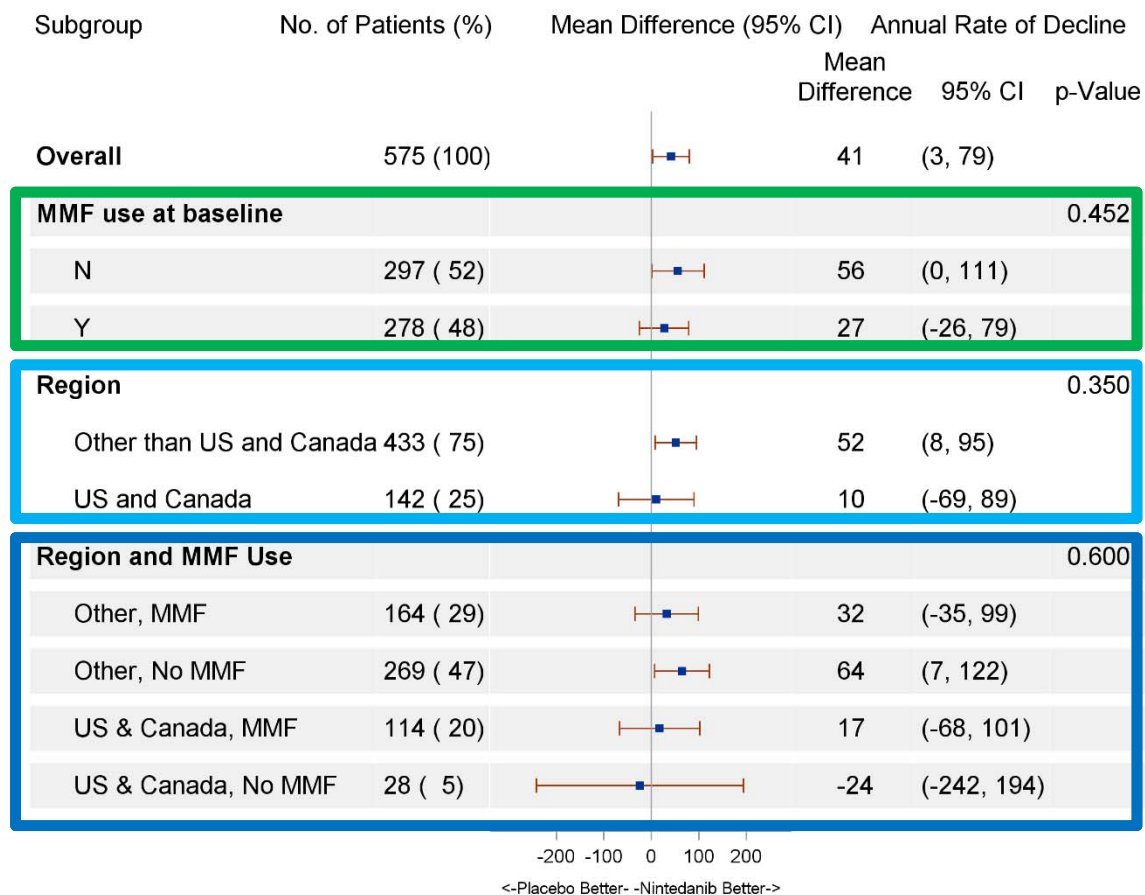 Subgroup No. of Patients (%) Mean Difference (95% CI) Annual Rate of Decline
Mean
Difference 95% CI p-Value
Overall 575 (100) 41 (3, 79)
MMF use at baseline 0.452
N 297 ( 52) 56 (0, 111)
Y 278 ( 48) 27 (-26, 79)
Region 0.350
Other than US and Canada 433 ( 75) 52 (8, 95)
US and Canada 142 ( 25) 10 (-69, 89)
Region and MMF Use 0.600
Other, MMF 164 ( 29) 32 (-35, 99)
Other, No MMF 269 ( 47) 64 (7, 122)
US & Canada, MMF 114 ( 20) 17 (-68, 101)
US & Canada, No MMF 28 ( 5) -24 (-242, 194)
-200 -100 0 100 200
<-Placebo Better- -Nintedanib Better->